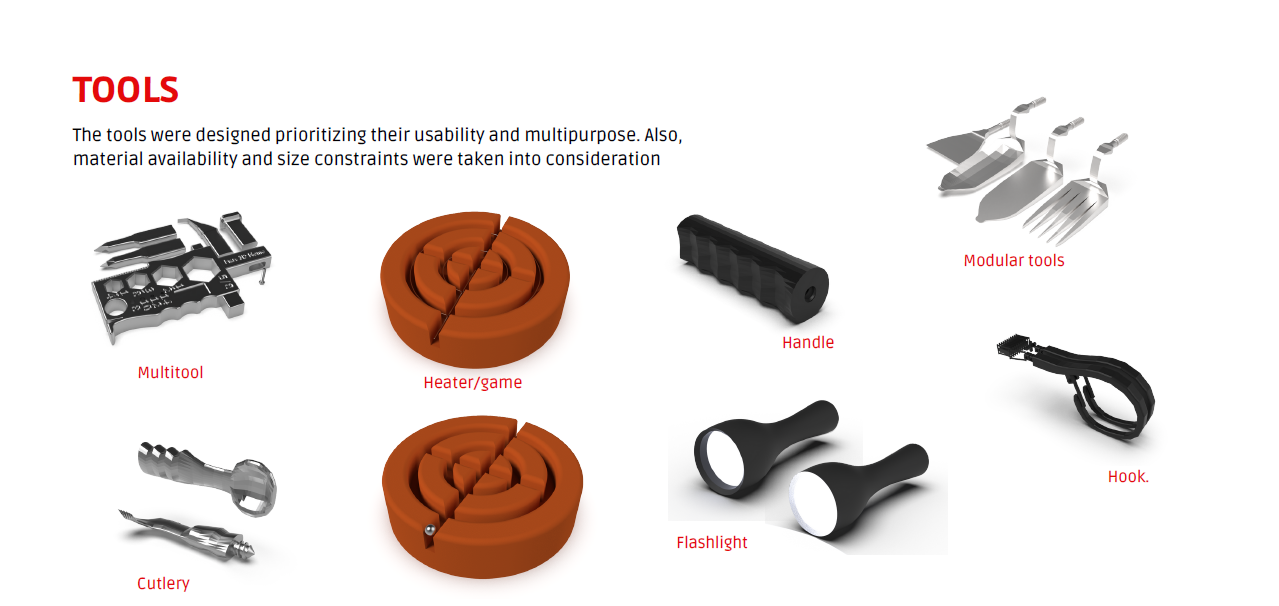 TOOLS
The tools were designed prioritizing their usability and multipurpose. Also,
material availability and size constraints were taken into consideration
Modular tools
Handle
Multitool
Heater/game
Hook.
Flashlight
Cutlery